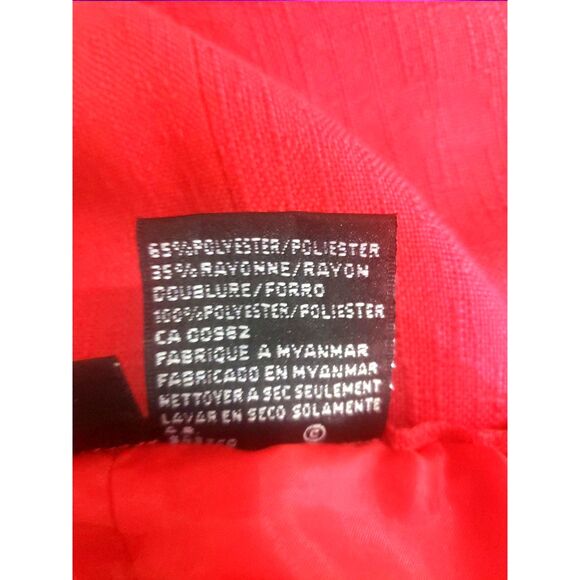 65% POLYESTER/POLIESTER
35% RAYONNE/RAYON
DOUBLURE/FORRO
100% POLYESTER/POLIESTER
CA 00962
FABRIQUE A MYANMAR
FABRICADO EN MYANMAR
NETTOYER A SEC SEULEMENT
LAVAR EN SECO SOLAMENTE